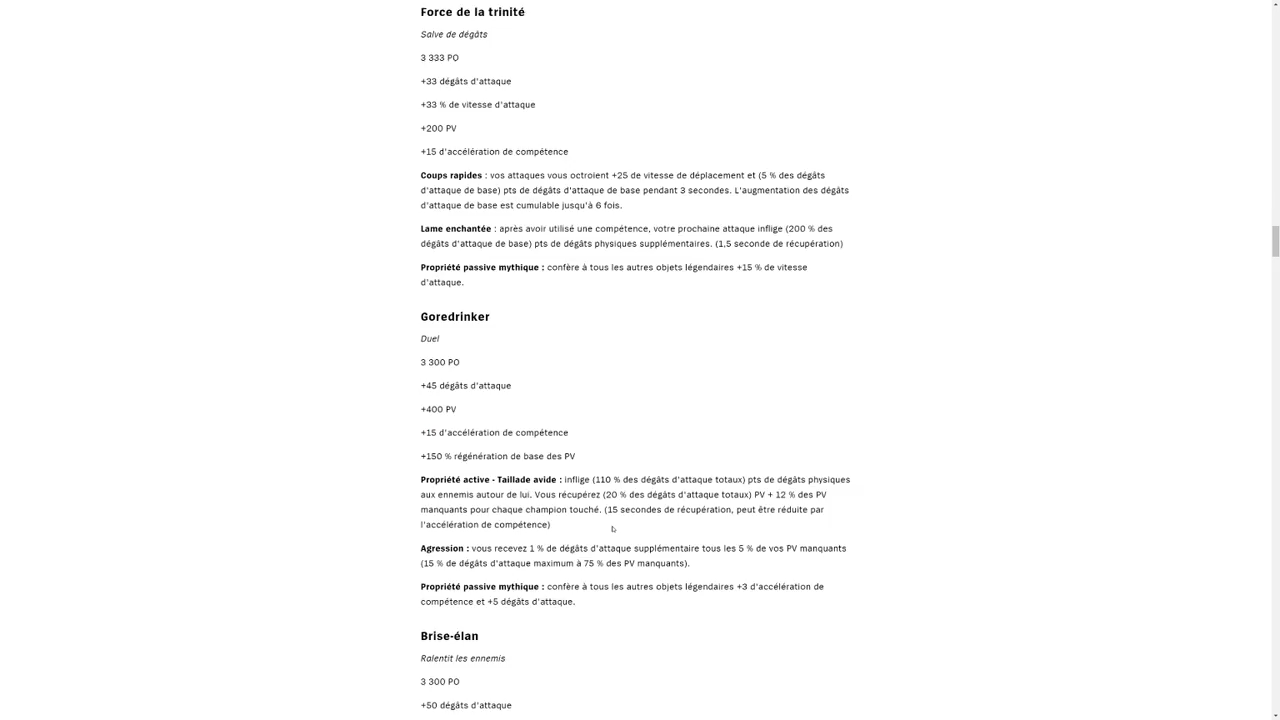 Force de la trinité
Salve de dégâts
3 333 PO
+33 dégâts d'attaque
+33 % de vitesse d'attaque
+200 PV
+15 d'accélération de compétence
Coups rapides : vos attaques vous octroient +25 de vitesse de déplacement et (5 % des dégâts
d'attaque de base) pts de dégâts d'attaque de base pendant 3 secondes. L'augmentation des dégâts
d'attaque de base est cumulable jusqu'à 6 fois.
Lame enchantée : après avoir utilisé une compétence, votre prochaine attaque inflige (200 % des
dégâts d'attaque de base) pts de dégâts physiques supplémentaires. (1,5 seconde de récupération)
Propriété passive mythique : confère à tous les autres objets légendaires +15 % de vitesse
d'attaque.
Goredrinker
Duel
3 300 PO
+45 dégâts d'attaque
+400 PV
+15 d'accélération de compétence
+150 % régénération de base des PV
Propriété active - Taillade avide : inflige (110 % des dégâts d'attaque totaux) pts de dégâts physiques
aux ennemis autour de lui. Vous récupérez (20 % des dégâts d'attaque totaux) PV + 12 % des PV
manquants pour chaque champion touché. (15 secondes de récupération, peut être réduite par
l'accélération de compétence)
Agression : vous recevez 1 % de dégâts d'attaque supplémentaire tous les 5 % de vos PV manquants
(15 % de dégâts d'attaque maximum à 75 % des PV manquants).
Propriété passive mythique : confère à tous les autres objets légendaires +3 d'accélération de
compétence et +5 dégâts d'attaque.
Brise-élan
Ralentit les ennemis
3 300 PO
+50 dégâts d'attaque